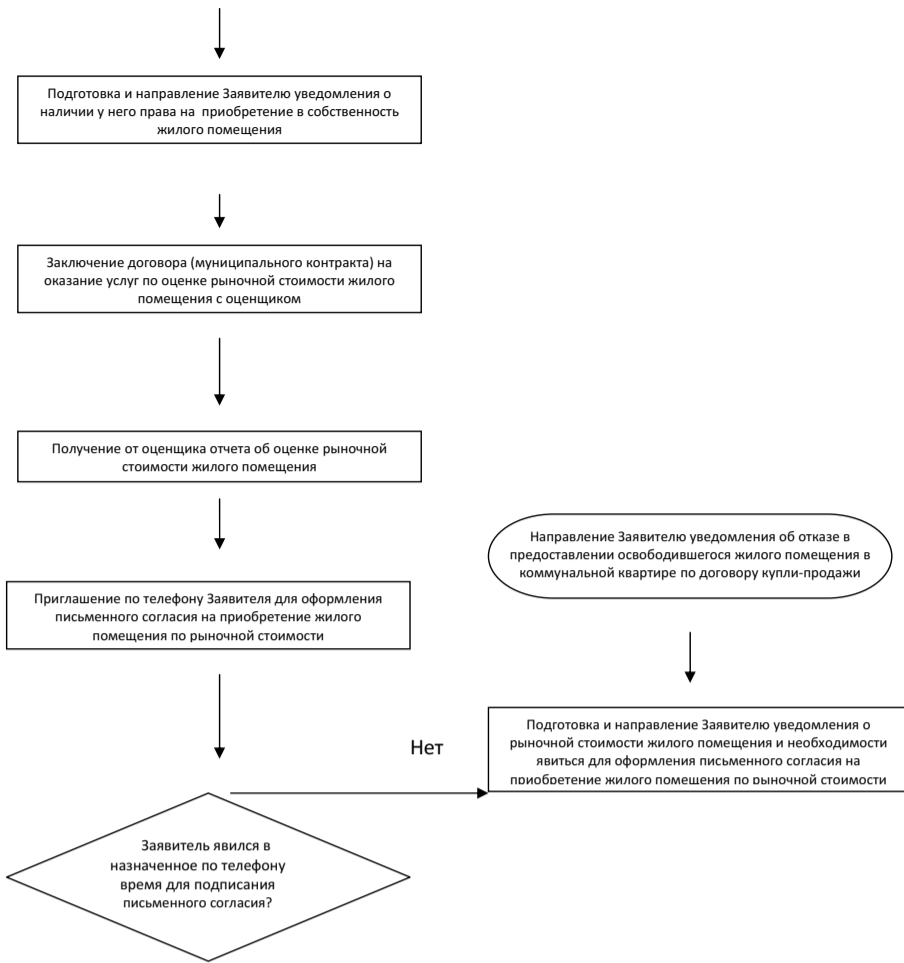 Подготовка и направление Заявителю уведомления о
наличии у него права на приобретение в собственность
жилого помещения
Заключение договора (муниципального контракта) на
оказание услуг по оценке рыночной стоимости жилого
помещения с оценщиком
Получение от оценщика отчета об оценке рыночной
стоимости жилого помещения
Направление Заявителю уведомления об отказе в
предоставлении освободившегося жилого помещения в
коммунальной квартире по договору купли-продажи
Приглашение по телефону Заявителя для оформления
письменного согласия на приобретение жилого
помещения по рыночной стоимости
Нет
Подготовка и направление Заявителю уведомления о
рыночной стоимости жилого помещения и необходимости
явиться для оформления письменного согласия на
приобретение жилого помещения по рыночной стоимости
Заявитель явился в
назначенное по телефону
время для подписания
письменного согласия?